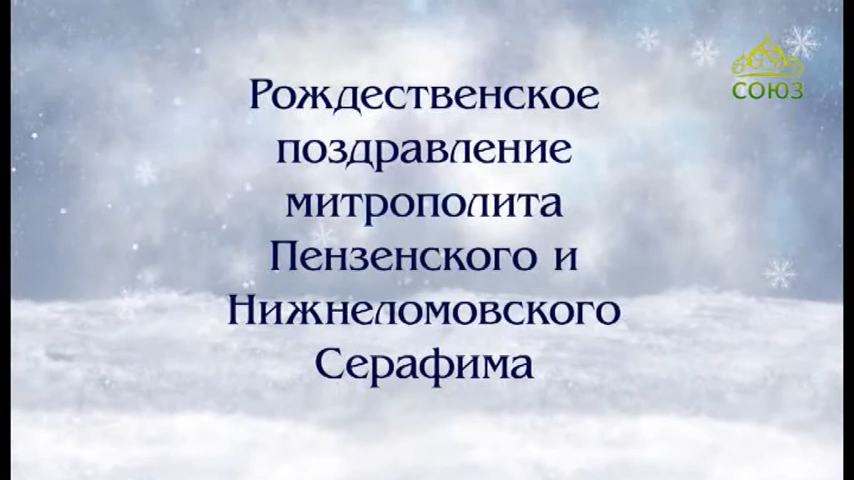 СОЮЗ
Рождественское
поздравление
митрополита
Пензенского и
Нижнеломовского
Серафима